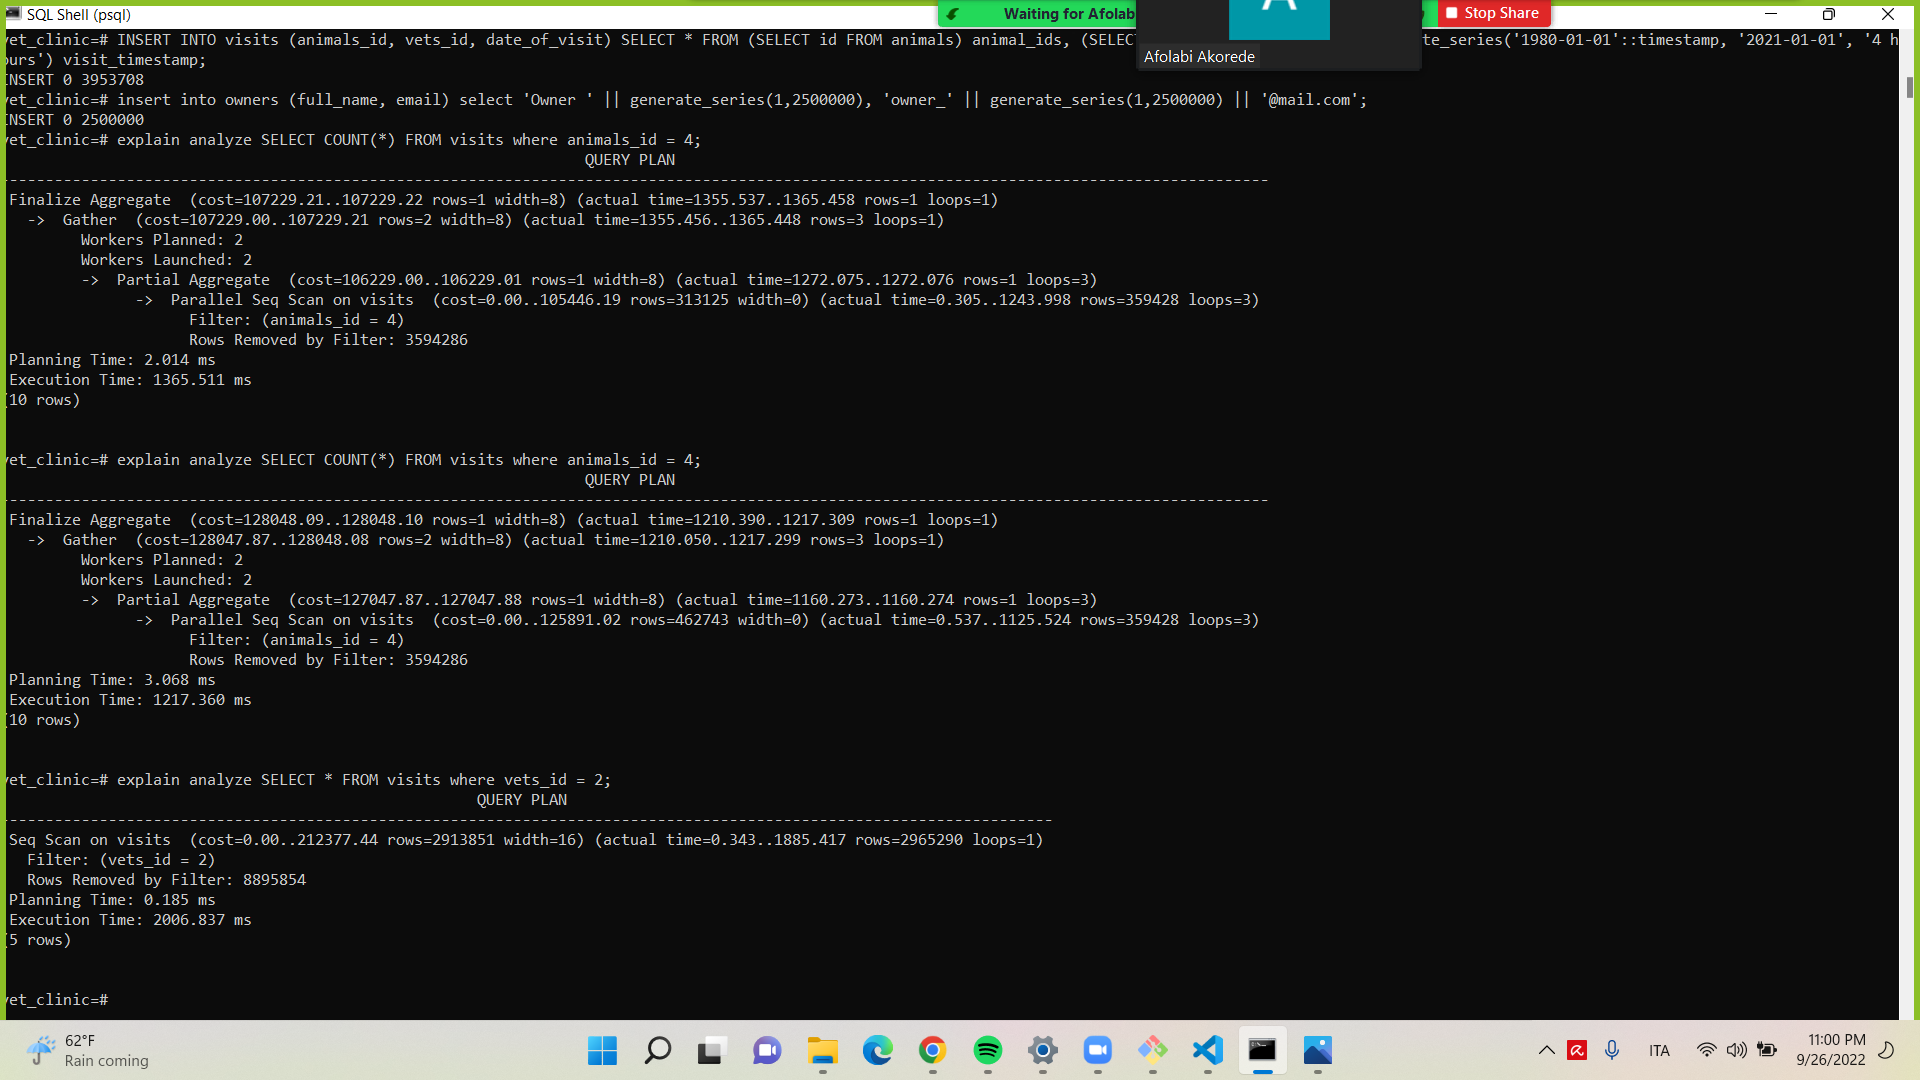 SQL Shell (psql)
Waiting for Afolab
Stop Share
Afolabi Akorede
vet_clinic=# INSERT INTO visits (animals_id, vets_id, date_of_visit) SELECT * FROM (SELECT id FROM animals) animal_ids, (SELEC te_series('1980-01-01'::timestamp, '2021-01-01', '4 h
ours') visit_timestamp;
INSERT 0 3953708
vet_clinic=# insert into owners (full_name, email) select 'Owner ' || generate_series(1,2500000), 'owner_' || generate_series(1,2500000) || '@mail.com';
INSERT 0 2500000
vet_clinic=# explain analyze SELECT COUNT(*) FROM visits where animals_id = 4;
QUERY PLAN
---------------------------------------------------------------------------------------------------------------------------------------------
Finalize Aggregate  (cost=107229.21..107229.22 rows=1 width=8) (actual time=1355.537..1365.458 rows=1 loops=1)
->  Gather  (cost=107229.00..107229.21 rows=2 width=8) (actual time=1355.456..1365.448 rows=3 loops=1)
Workers Planned: 2
Workers Launched: 2
->  Partial Aggregate  (cost=106229.00..106229.01 rows=1 width=8) (actual time=1272.075..1272.076 rows=1 loops=3)
->  Parallel Seq Scan on visits  (cost=0.00..105446.19 rows=313125 width=0) (actual time=0.305..1243.998 rows=359428 loops=3)
Filter: (animals_id = 4)
Rows Removed by Filter: 3594286
Planning Time: 2.014 ms
Execution Time: 1365.511 ms
(10 rows)
vet_clinic=# explain analyze SELECT COUNT(*) FROM visits where animals_id = 4;
QUERY PLAN
---------------------------------------------------------------------------------------------------------------------------------------------
Finalize Aggregate  (cost=128048.09..128048.10 rows=1 width=8) (actual time=1210.390..1217.309 rows=1 loops=1)
->  Gather  (cost=128047.87..128048.08 rows=2 width=8) (actual time=1210.050..1217.299 rows=3 loops=1)
Workers Planned: 2
Workers Launched: 2
->  Partial Aggregate  (cost=127047.87..127047.88 rows=1 width=8) (actual time=1160.273..1160.274 rows=1 loops=3)
->  Parallel Seq Scan on visits  (cost=0.00..125891.02 rows=462743 width=0) (actual time=0.537..1125.524 rows=359428 loops=3)
Filter: (animals_id = 4)
Rows Removed by Filter: 3594286
Planning Time: 3.068 ms
Execution Time: 1217.360 ms
(10 rows)
vet_clinic=# explain analyze SELECT * FROM visits where vets_id = 2;
QUERY PLAN
---------------------------------------------------------------------------------------------------------------------
Seq Scan on visits  (cost=0.00..212377.44 rows=2913851 width=16) (actual time=0.343..1885.417 rows=2965290 loops=1)
Filter: (vets_id = 2)
Rows Removed by Filter: 8895854
Planning Time: 0.185 ms
Execution Time: 2006.837 ms
(5 rows)
vet_clinic=#
62°F
Rain coming
ITA
11:00 PM
9/26/2022